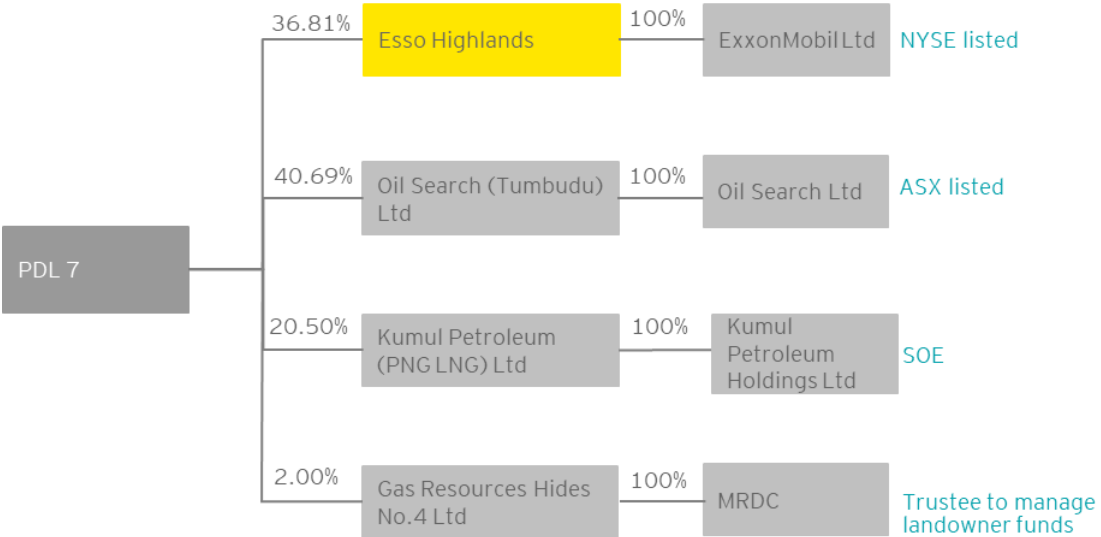 36.81%
Esso Highlands
100%
ExxonMobil Ltd
NYSE listed
40.69%
Oil Search (Tumbudu)
Ltd
100%
Oil Search Ltd
ASX listed
PDL 7
20.50%
Kumul Petroleum
(PNG LNG) Ltd
100%
Kumul
Petroleum
Holdings Ltd
SOE
2.00%
Gas Resources Hides
No.4 Ltd
100%
MRDC
Trustee to manage
landowner funds